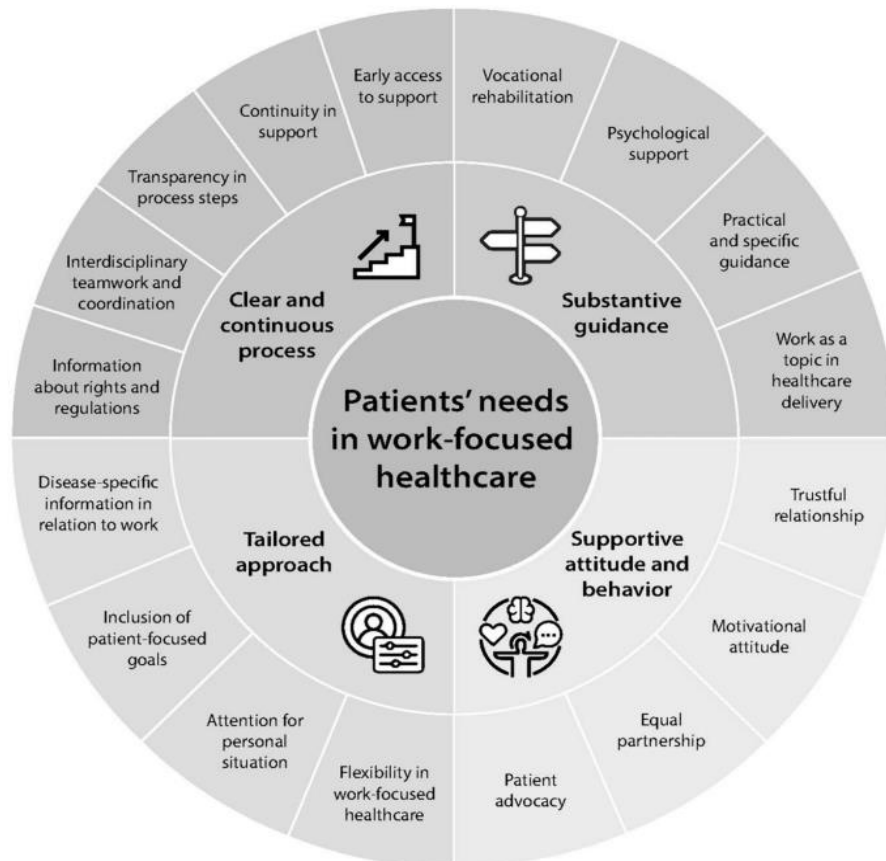 Patients' needs
in work-focused
healthcare
Substantive
guidance
Vocational
rehabilitation
Psychological
support
Practical
and specific
guidance
Work as a
topic in
healthcare
delivery
Supportive
attitude and
behavior
Trustful
relationship
Motivational
attitude
Equal
partnership
Patient
advocacy
Tailored
approach
Flexibility in
work-focused
healthcare
Attention for
personal
situation
Inclusion of
patient-focused
goals
Disease-specific
information in
relation to work
Clear and
continuous
process
Information
about rights and
regulations
Interdisciplinary
teamwork and
coordination
Transparency in
process steps
Continuity in
support
Early access
to support